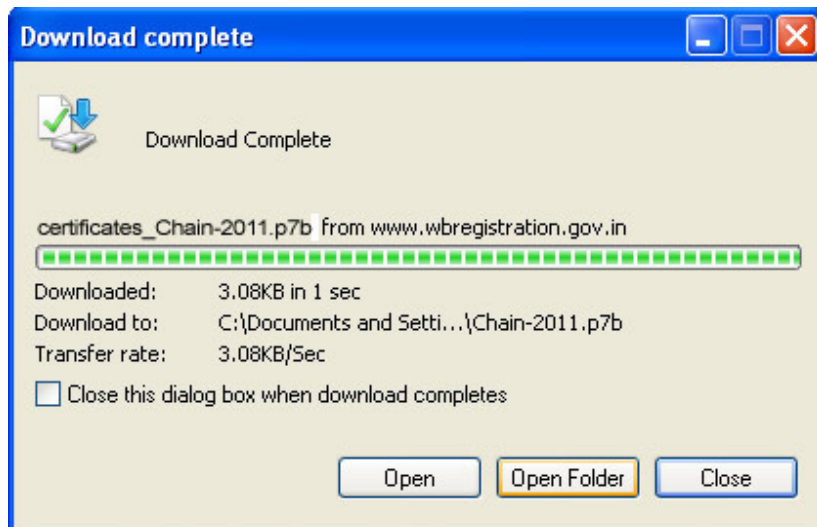 Download complete
Download Complete
certificates_Chain-2011.p7b from www.wbregistration.gov.in
Downloaded: 3.08KB in 1 sec
Download to: C:\Documents and Setti...\Chain-2011.p7b
Transfer rate: 3.08KB/Sec
Close this dialog box when download completes
Open Open Folder Close